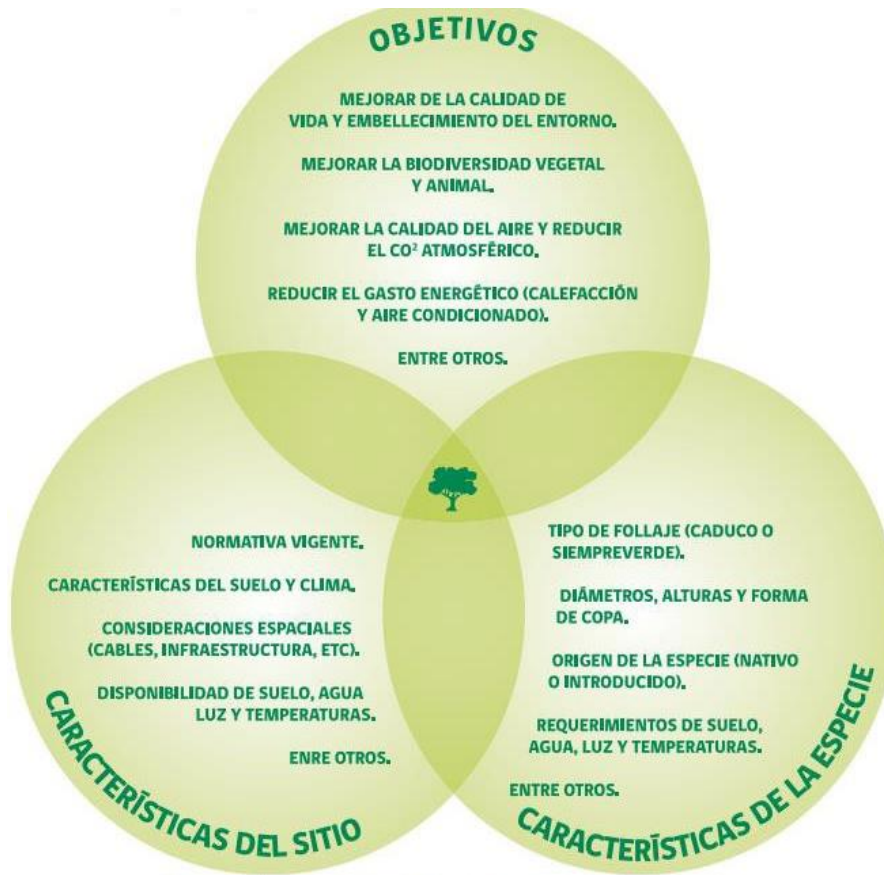 OBJETIVOS
MEJORAR DE LA CALIDAD DE
VIDA Y EMBELLECIMIENTO DEL ENTORNO.
MEJORAR LA BIODIVERSIDAD VEGETAL
Y ANIMAL.
MEJORAR LA CALIDAD DEL AIRE Y REDUCIR
EL CO² ATMOSFÉRICO.
REDUCIR EL GASTO ENERGÉTICO (CALEFACCIÓN
Y AIRE CONDICIONADO).
ENTRE OTROS.
NORMATIVA VIGENTE.
CARACTERÍSTICAS DEL SUELO Y CLIMA.
CONSIDERACIONES ESPACIALES
(CABLES, INFRAESTRUCTURA, ETC).
DISPONIBILIDAD DE SUELO, AGUA
LUZ Y TEMPERATURAS.
ENRE OTROS.
CARACTERÍSTICAS DEL SITIO
TIPO DE FOLLAJE (CADUCO O
SIEMPREVERDE).
DIÁMETROS, ALTURAS Y FORMA
DE COPA.
ORIGEN DE LA ESPECIE (NATIVO
O INTRODUCIDO).
REQUERIMIENTOS DE SUELO,
AGUA, LUZ Y TEMPERATURAS.
ENTRE OTROS.
CARACTERÍSTICAS DE LA ESPECIE